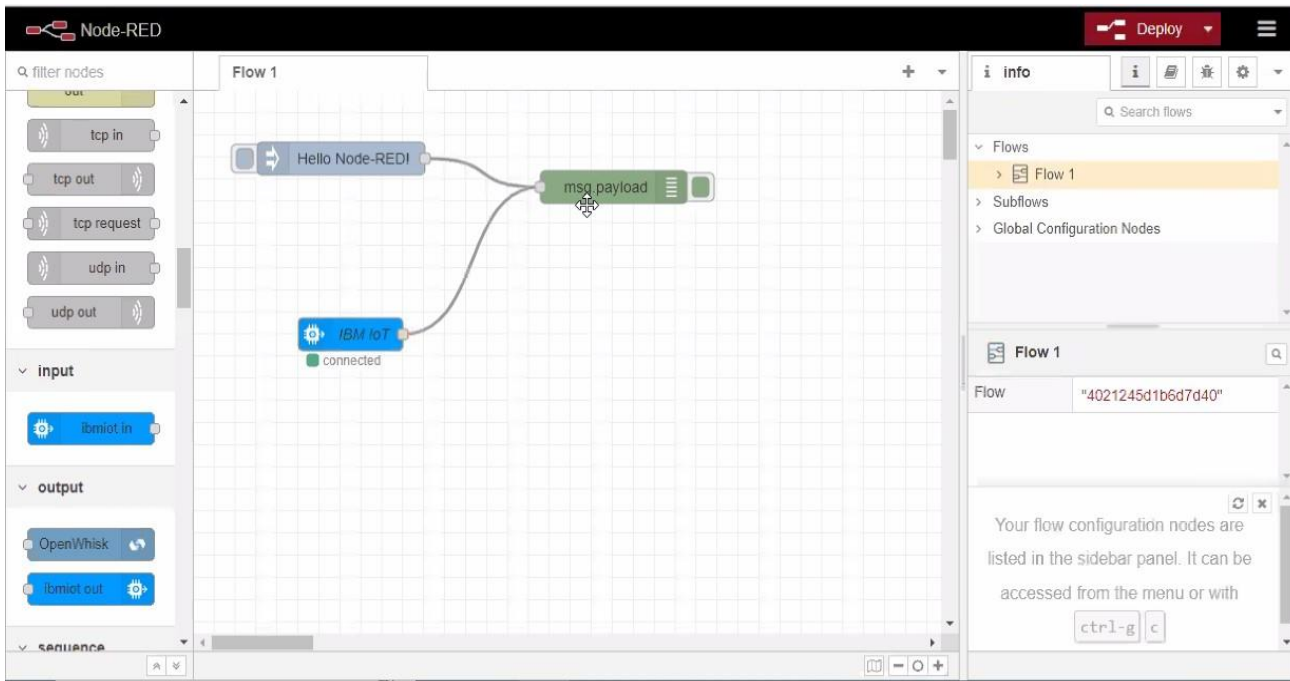 Node-RED
Deploy
filter nodes
out
tcp in
tcp out
tcp request
udp in
udp out
input
ibmiot in
output
OpenWhisk
ibmiot out
sequence
Flow 1
Hello Node-RED!
msg.payload
IBM IoT
connected
i info
i
Search flows
Flows
Flow 1
Subflows
Global Configuration Nodes
Flow 1
Flow "4021245d1b6d7d40"
Your flow configuration nodes are
listed in the sidebar panel. It can be
accessed from the menu or with
ctrl-g c